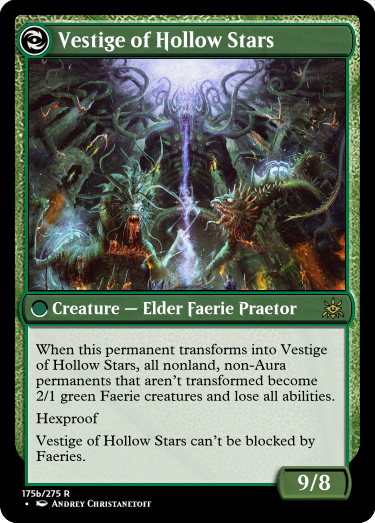 Vestige of Hollow Stars
Creature — Elder Faerie Praetor
When this permanent transforms into Vestige
of Hollow Stars, all nonland, non-Aura
permanents that aren't transformed become
2/1 green Faerie creatures and lose all abilities.
Hexproof
Vestige of Hollow Stars can't be blocked by
Faeries.
9/8
175b/275 R
• Andrey Christanetoff